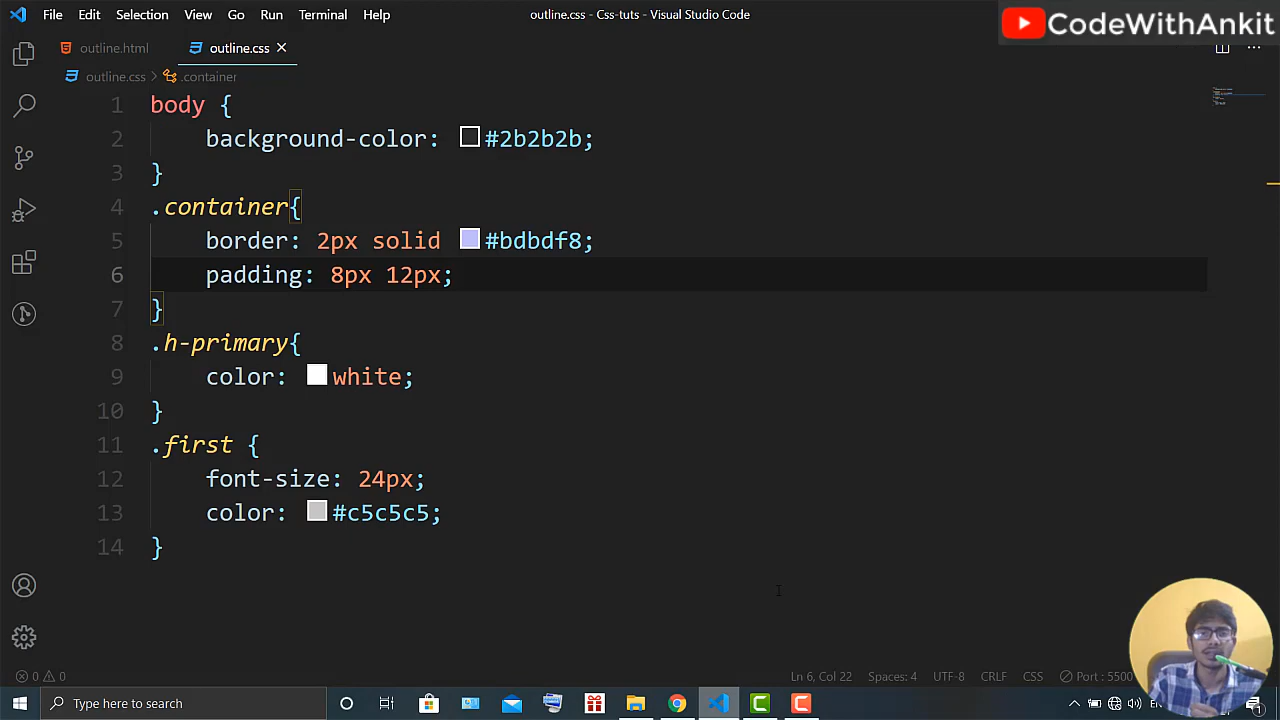 File Edit Selection View Go Run Terminal Help
outline.css - Css-tuts - Visual Studio Code
CodeWithAnkit
outline.html
outline.css
outline.css > .container
1 body {
2 background-color: #2b2b2b;
3 }
4 .container{
5 border: 2px solid #bdbdf8;
6 padding: 8px 12px;
7 }
8 .h-primary{
9 color: white;
10 }
11 .first {
12 font-size: 24px;
13 color: #c5c5c5;
14 }
0 0
Ln 6, Col 22 Spaces: 4 UTF-8 CRLF CSS Port : 5500
Type here to search